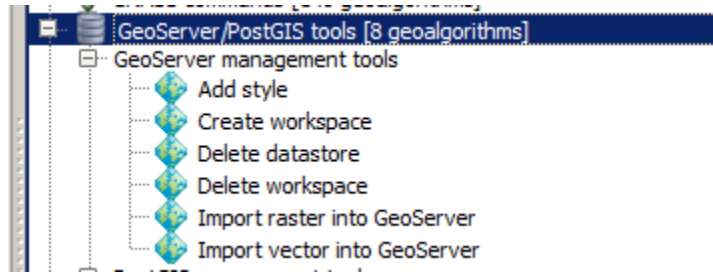 GeoServer/PostGIS tools [8 geoalgorithms]
GeoServer management tools
Add style
Create workspace
Delete datastore
Delete workspace
Import raster into GeoServer
Import vector into GeoServer